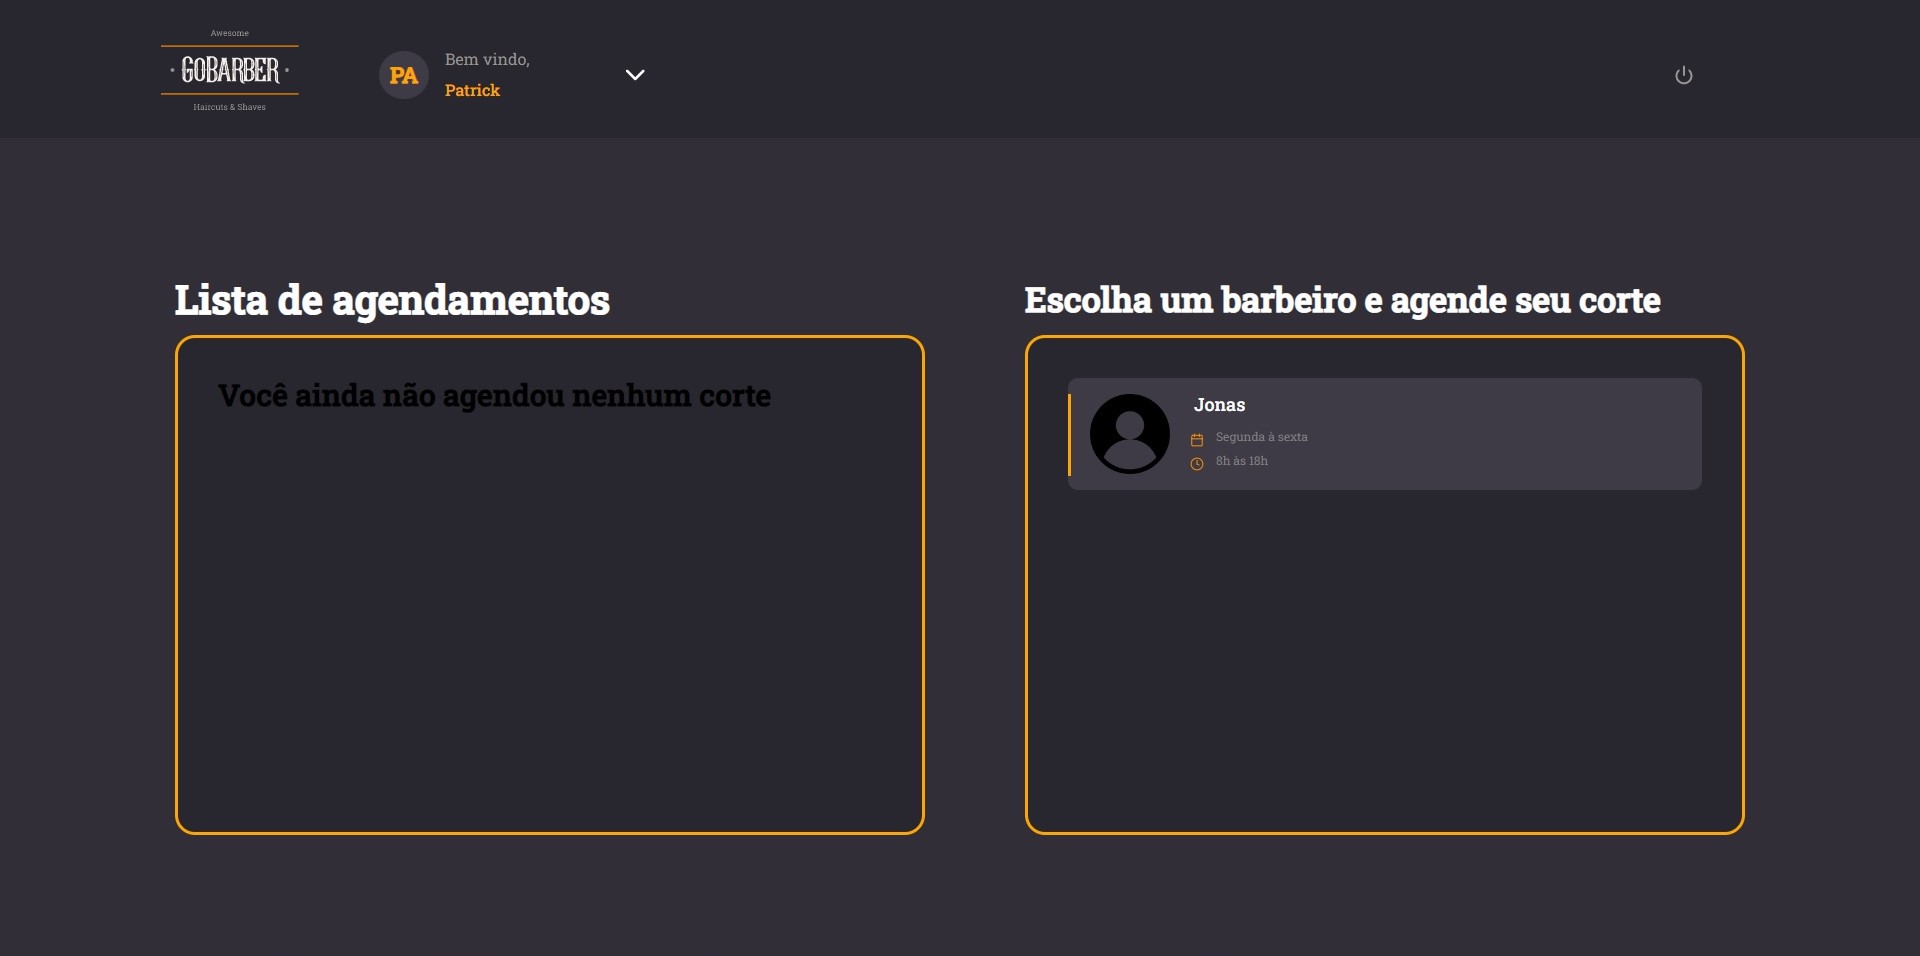 Awesome
GOBARBER
Haircuts & Shaves
PA
Bem vindo,
Patrick
Lista de agendamentos
Você ainda não agendou nenhum corte
Escolha um barbeiro e agende seu corte
Jonas
Segunda à sexta
8h às 18h